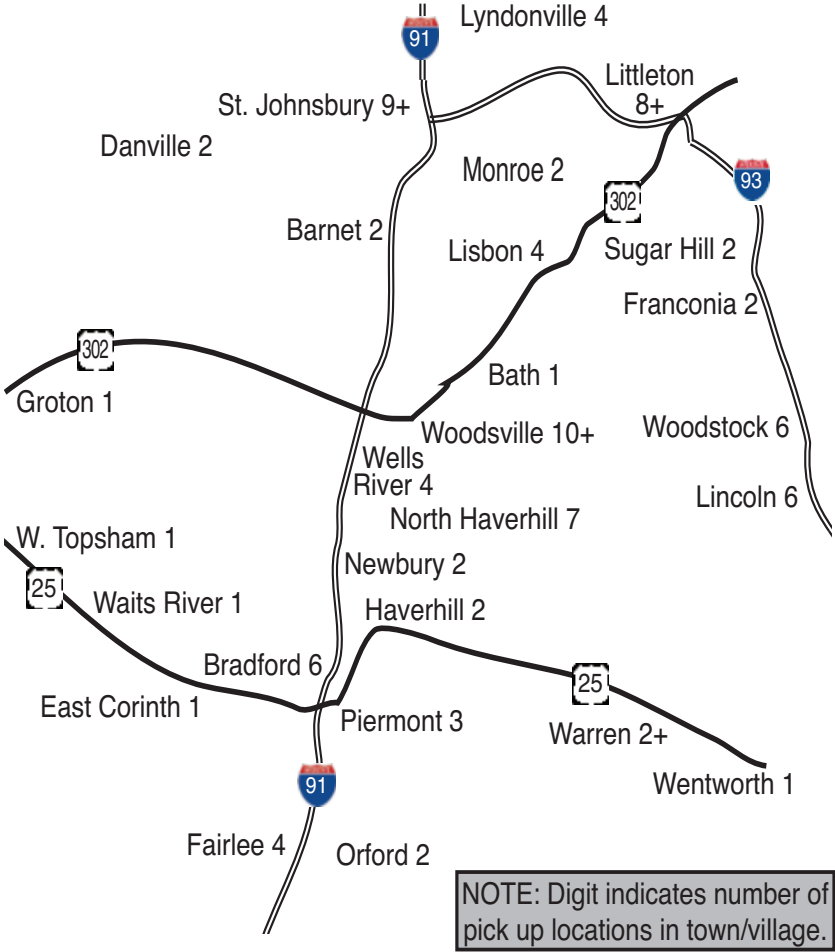 Lyndonville 4
91
Littleton
8+
St. Johnsbury 9+
Danville 2
Monroe 2
93
302
Barnet 2
Lisbon 4
Sugar Hill 2
Franconia 2
302
Bath 1
Groton 1
Woodsville 10+
Woodstock 6
Wells
River 4
Lincoln 6
North Haverhill 7
W. Topsham 1
Newbury 2
25
Waits River 1
Haverhill 2
Bradford 6
25
East Corinth 1
Piermont 3
Warren 2+
91
Wentworth 1
Fairlee 4
Orford 2
NOTE: Digit indicates number of
pick up locations in town/village.